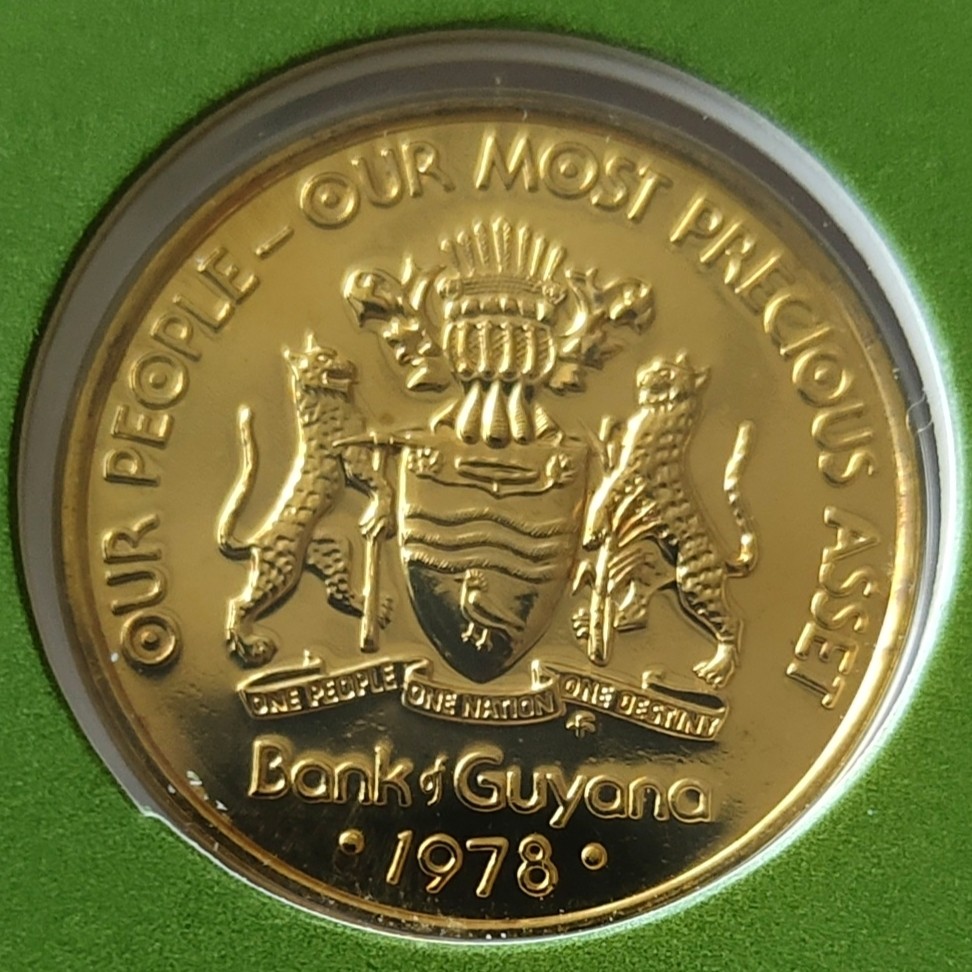 OUR PEOPLE – OUR MOST PRECIOUS ASSET
ONE PEOPLE ONE NATION ONE DESTINY
Bank of Guyana
• 1978 •